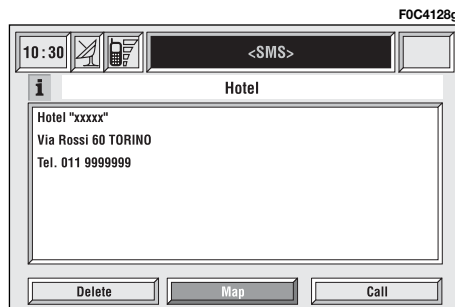 F0C4128g
10:30
<SMS>
i
Hotel
Hotel "xxxxx"
Via Rossi 60 TORINO
Tel. 011 9999999
Delete
Map
Call